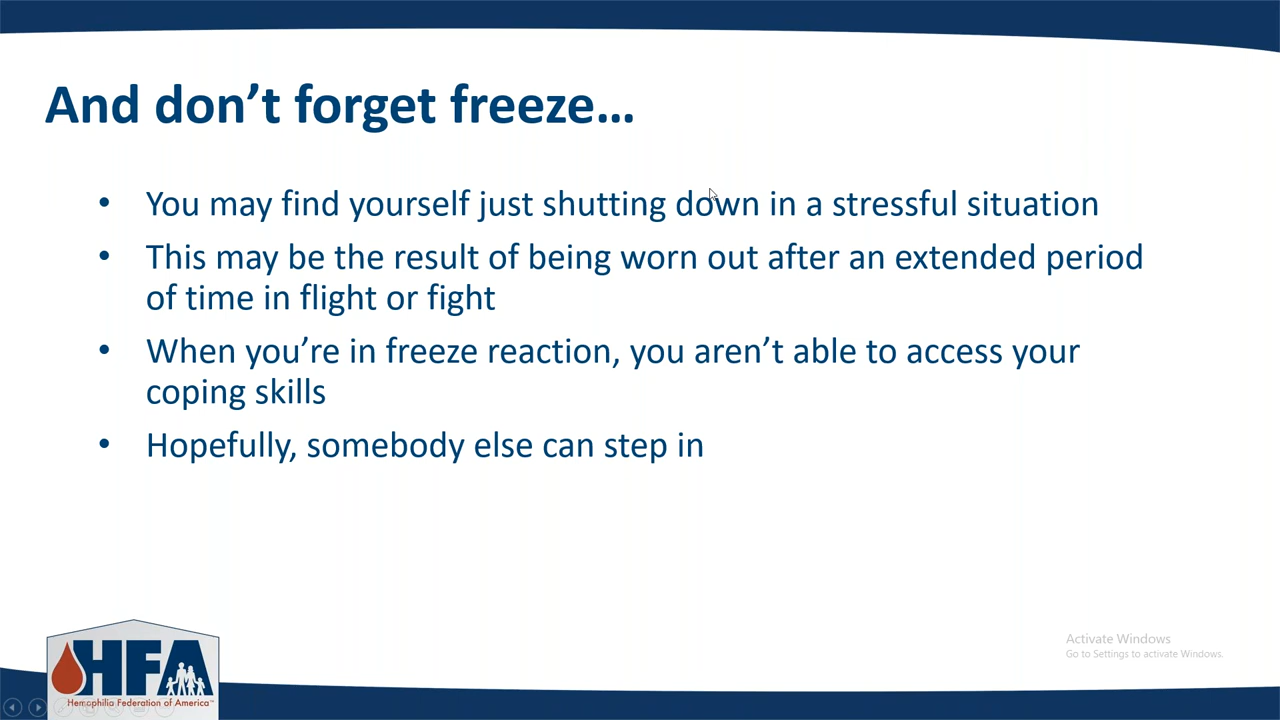 And don’t forget freeze…
• You may find yourself just shutting down in a stressful situation
• This may be the result of being worn out after an extended period
of time in flight or fight
• When you’re in freeze reaction, you aren’t able to access your
coping skills
• Hopefully, somebody else can step in
Activate Windows
Go to Settings to activate Windows.
HFA
Hemophilia Federation of America™